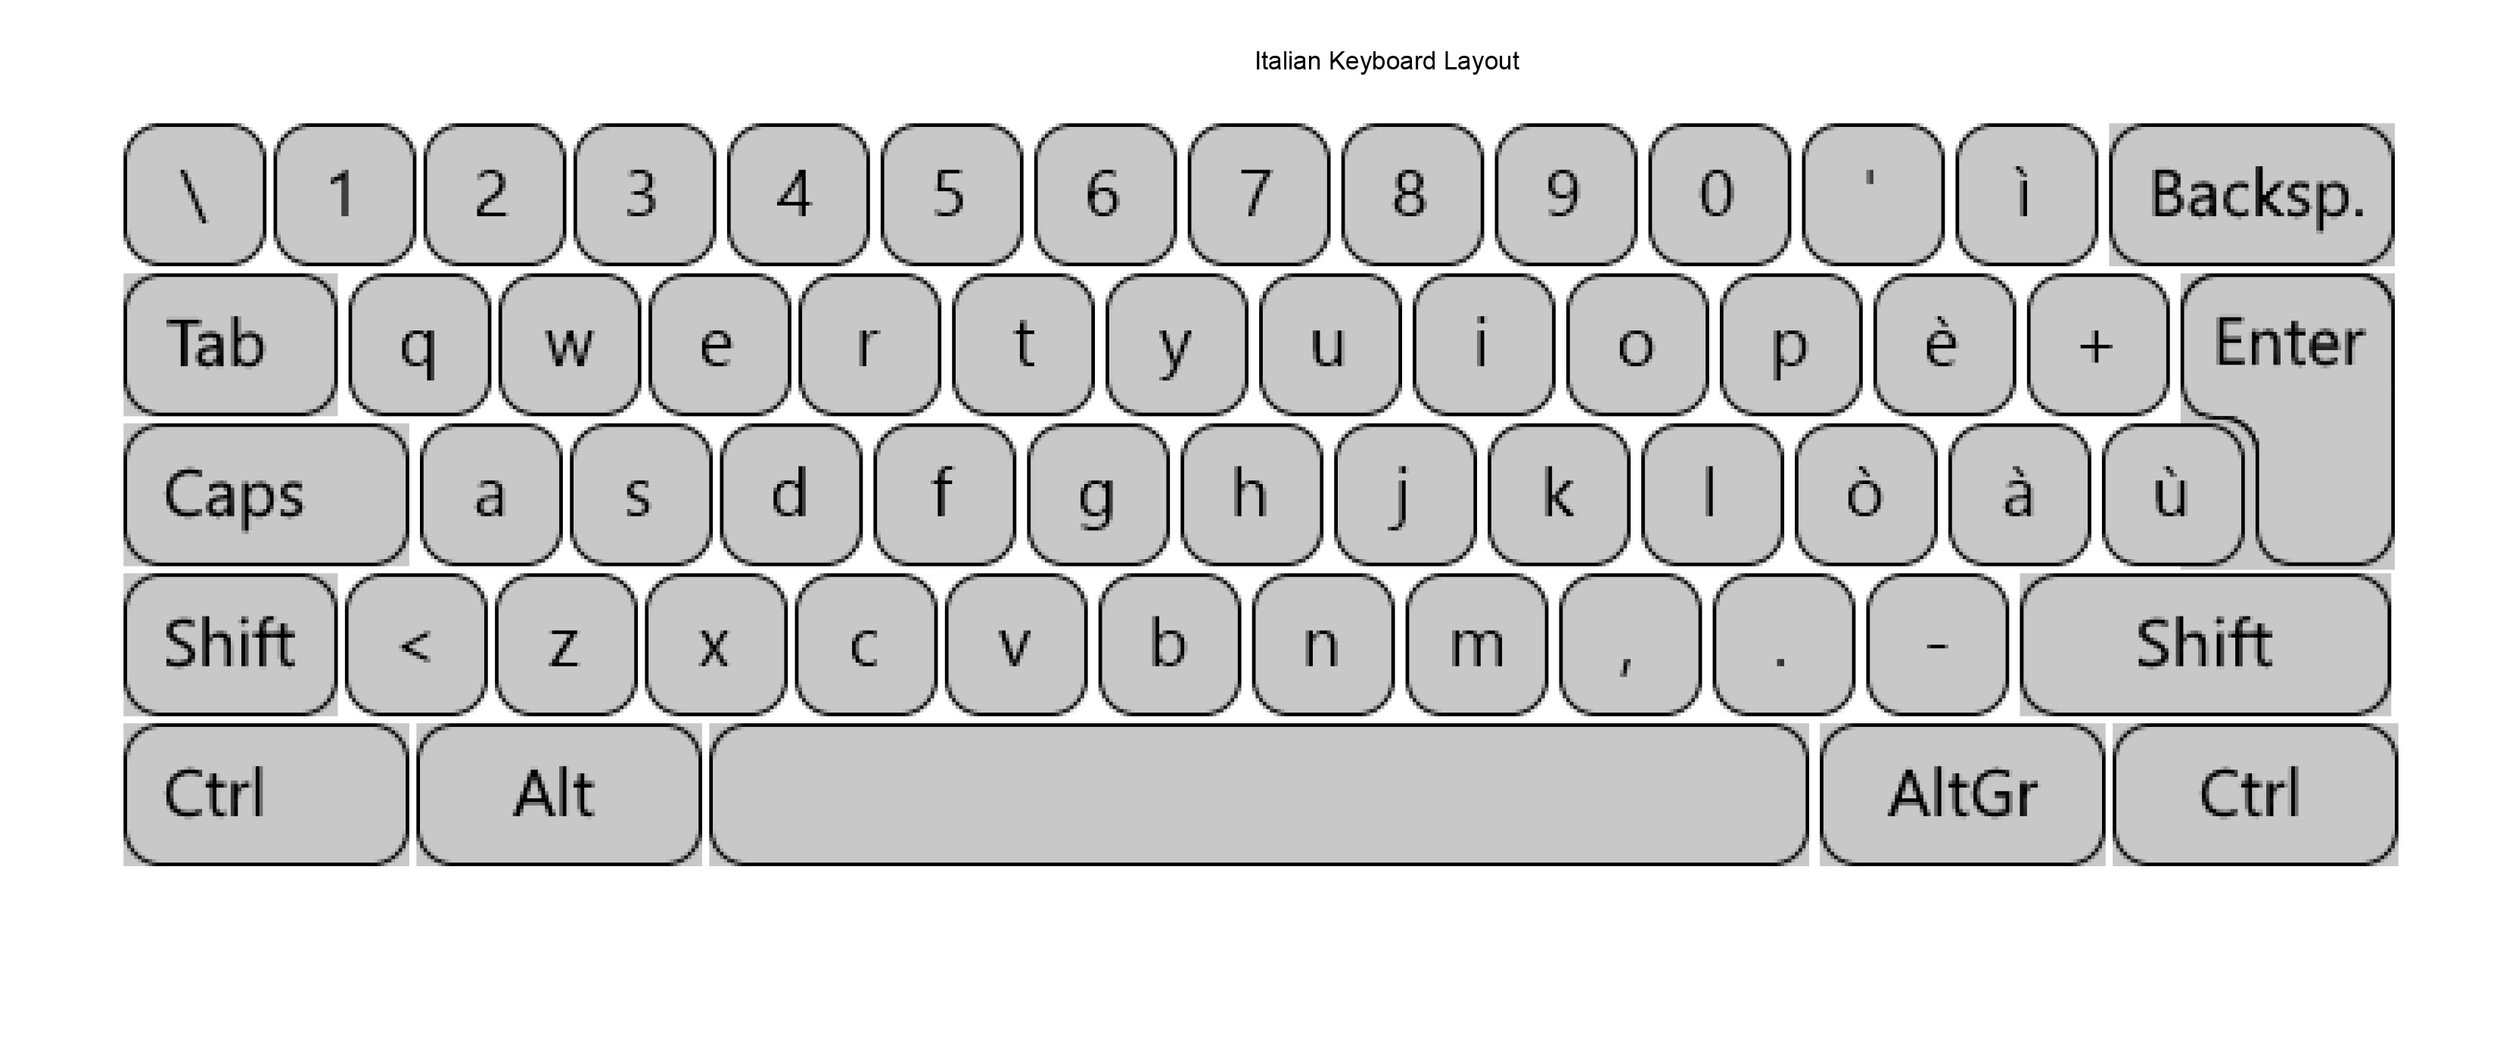 Italian Keyboard Layout
\ 1 2 3 4 5 6 7 8 9 0 ' ì Backsp.
Tab q w e r t y u i o p è + Enter
Caps a s d f g h j k l ò à ù
Shift < z x c v b n m , . - Shift
Ctrl Alt AltGr Ctrl